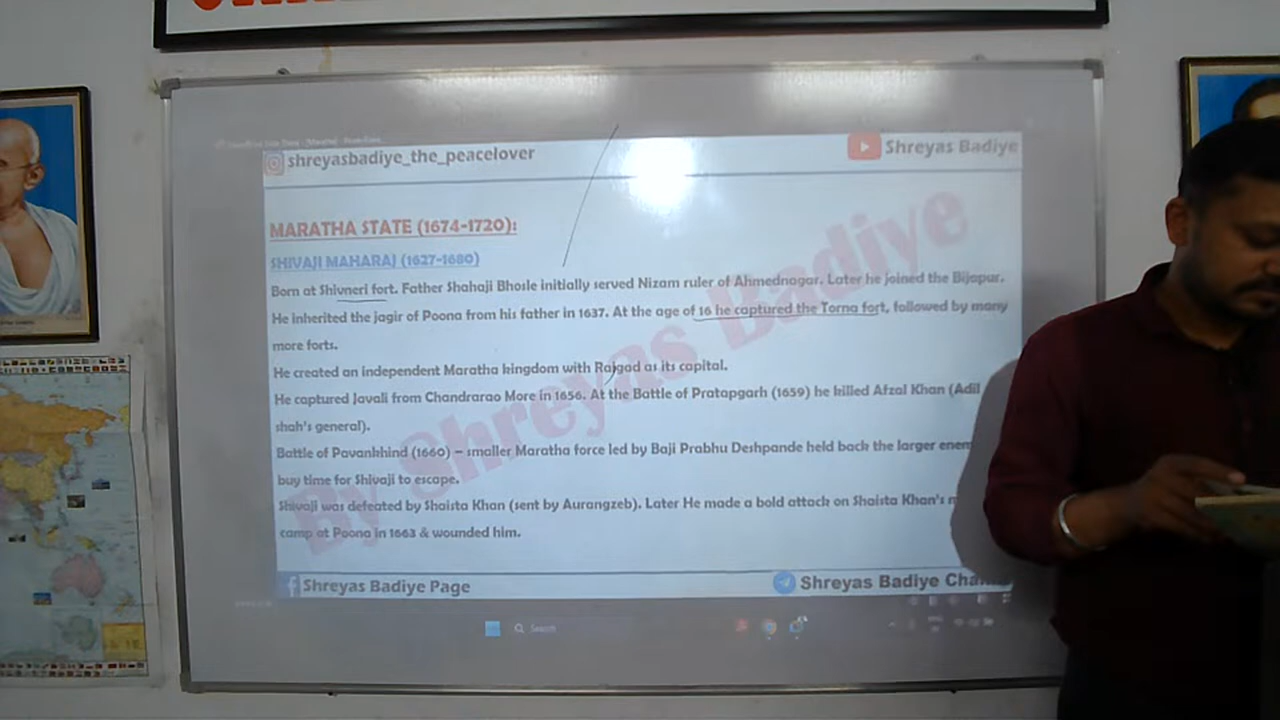 shreyasbadiye_the_peacelover
Shreyas Badiye
MARATHA STATE (1674-1720):
SHIVAJI MAHARAJ (1627-1680)
Born at Shivneri fort. Father Shahaji Bhosle initially served Nizam ruler of Ahmednagar. Later he joined the Bijapur.
He inherited the jagir of Poona from his father in 1637. At the age of 16 he captured the Torna fort, followed by many
more forts.
He created an independent Maratha kingdom with Rajgad as its capital.
He captured Javali from Chandrarao More in 1656. At the Battle of Pratapgarh (1659) he killed Afzal Khan (Adil
shah's general).
Battle of Pavankhind (1660) – smaller Maratha force led by Baji Prabhu Deshpande held back the larger
buy time for Shivaji to escape.
Shivaji was defeated by Shaista Khan (sent by Aurangzeb). Later He made a bold attack on Shaista Khan's
camp at Poona in 1663 & wounded him.
By Shreyas Badiye
Shreyas Badiye Page
Shreyas Badiye
Search